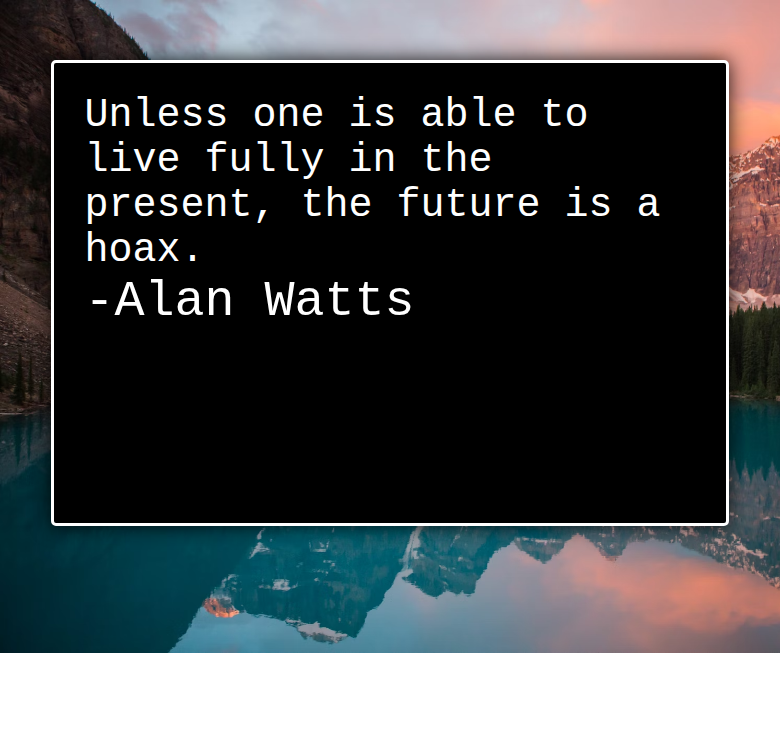 Unless one is able to
live fully in the
present, the future is a
hoax.
-Alan Watts